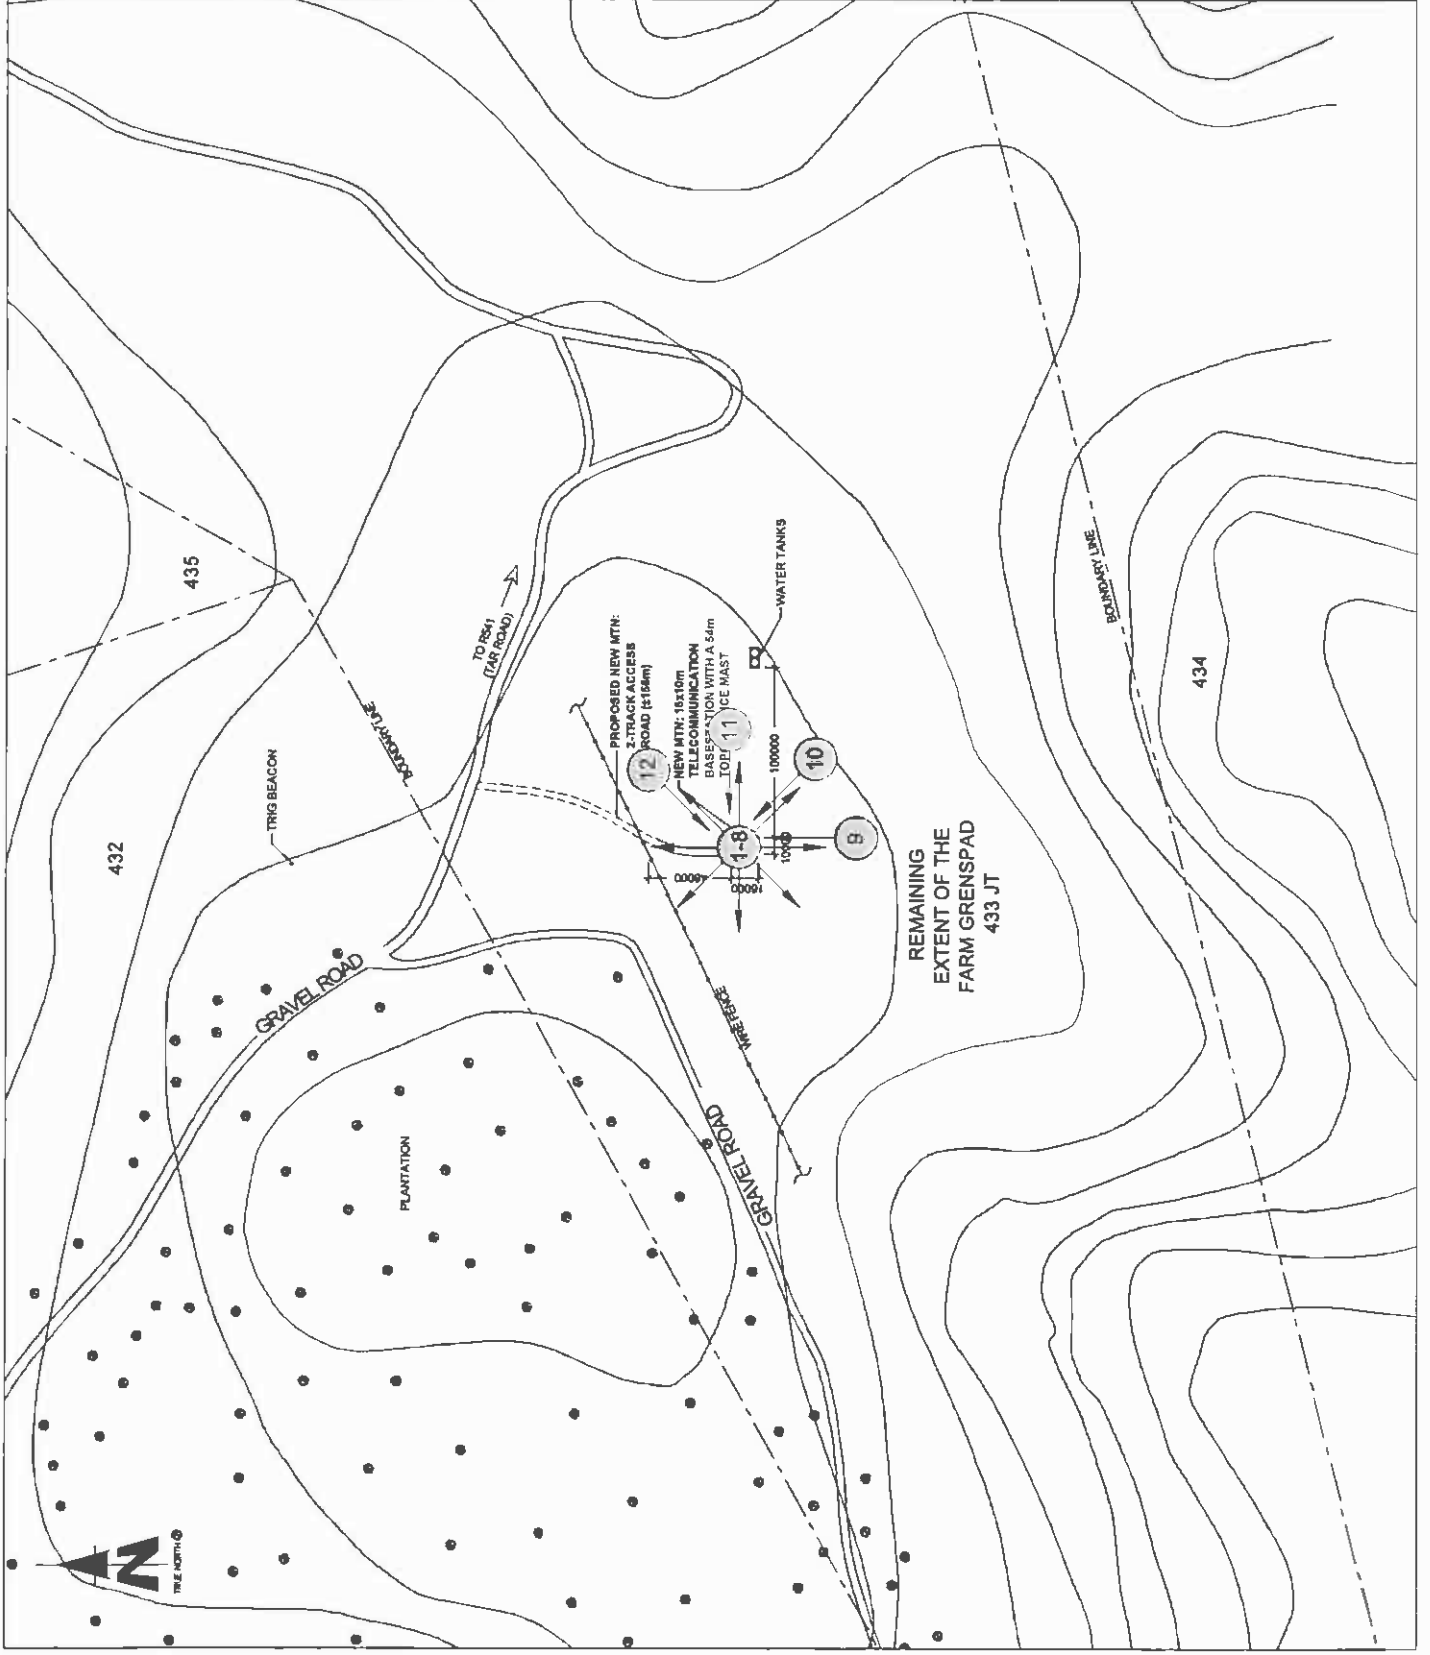 435
432
TRIG BEACON
BOUNDARY LINE
TO R541
(TAR ROAD)
PROPOSED NEW MTN:
2-TRACK ACCESS
ROAD (±156m)
NEW MTN: 15x10m
TELECOMMUNICATION
BASESTATION WITH A 54m
MAST
WATER TANKS
12
11
10
9
1-8
100000
10000
15000
GRAVEL ROAD
PLANTATION
WIRE FENCE
GRAVEL ROAD
REMAINING
EXTENT OF THE
FARM GRENSPAD
433 JT
BOUNDARY LINE
434
N
TRUE NORTH